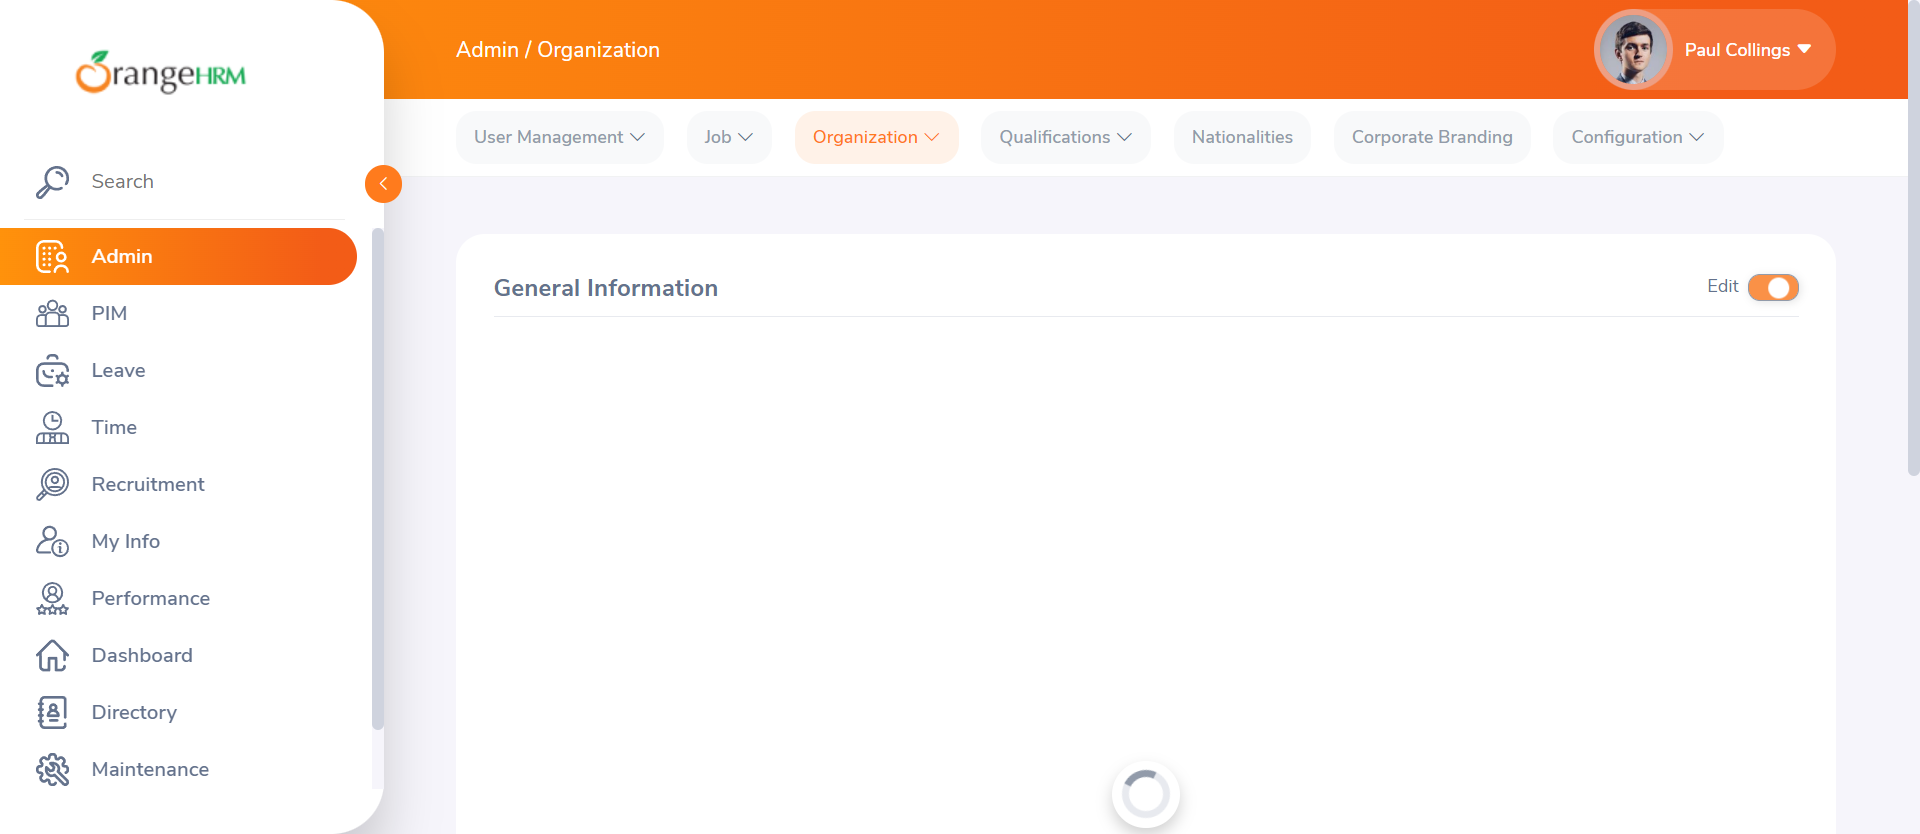 OrangeHRM
Search
Admin
PIM
Leave
Time
Recruitment
My Info
Performance
Dashboard
Directory
Maintenance
Admin / Organization
Paul Collings
User Management
Job
Organization
Qualifications
Nationalities
Corporate Branding
Configuration
General Information
Edit